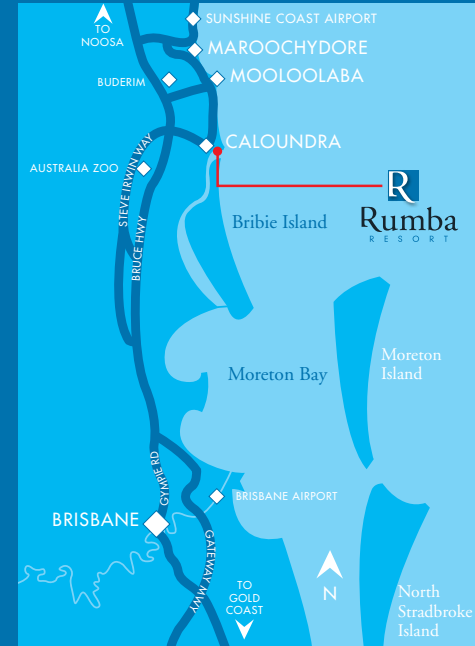 TO
NOOSA
SUNSHINE COAST AIRPORT
MAROOCHYDORE
BUDERIM
MOOLOOLABA
CALOUNDRA
AUSTRALIA ZOO
STEVE IRWIN WAY
BRUCE HWY
R
Rumba
RESORT
Bribie Island
Moreton Bay
Moreton
Island
GYMPIE RD
BRISBANE AIRPORT
BRISBANE
GATEWAY MWY
TO
GOLD
COAST
N
North
Stradbroke
Island